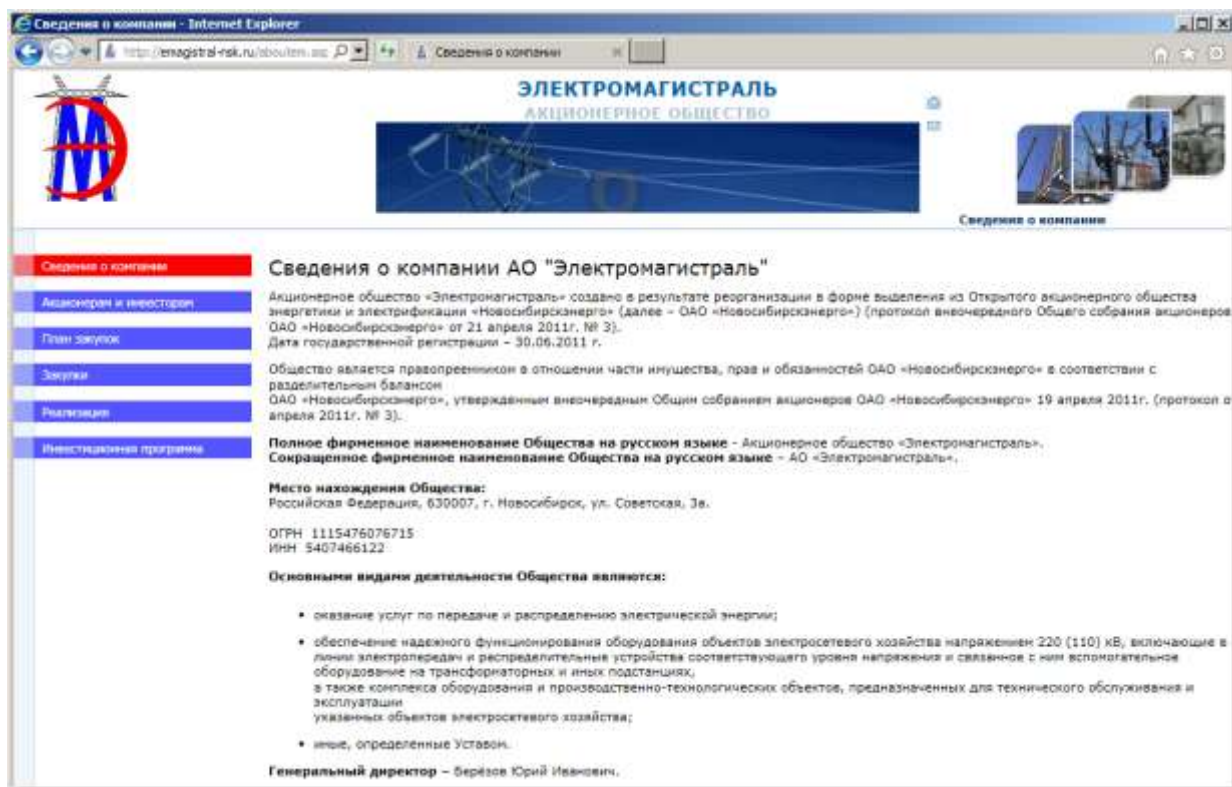 Сведения о компании - Internet Explorer
http://emagistral-nsk.ru/aboutem.asp
Сведения о компании
ЭЛЕКТРОМАГИСТРАЛЬ
АКЦИОНЕРНОЕ ОБЩЕСТВО
Сведения о компании
Сведения о компании
Акционерам и инвесторам
План закупок
Закупки
Реализация
Инвестиционная программа
Сведения о компании АО "Электромагистраль"
Акционерное общество «Электромагистраль» создано в результате реорганизации в форме выделения из Открытого акционерного общества
энергетики и электрификации «Новосибирскэнерго» (далее – ОАО «Новосибирскэнерго») (протокол внеочередного Общего собрания акционеров
ОАО «Новосибирскэнерго» от 21 апреля 2011г. № 3).
Дата государственной регистрации – 30.06.2011 г.
Общество является правопреемником в отношении части имущества, прав и обязанностей ОАО «Новосибирскэнерго» в соответствии с
разделительным балансом
ОАО «Новосибирскэнерго», утвержденным внеочередным Общим собранием акционеров ОАО «Новосибирскэнерго» 19 апреля 2011г. (протокол о
апреля 2011г. № 3).
Полное фирменное наименование Общества на русском языке - Акционерное общество «Электромагистраль».
Сокращенное фирменное наименование Общества на русском языке – АО «Электромагистраль».
Место нахождения Общества:
Российская Федерация, 630007, г. Новосибирск, ул. Советская, 3а.
ОГРН 1115476076715
ИНН 5407466122
Основными видами деятельности Общества являются:
• оказание услуг по передаче и распределению электрической энергии;
• обеспечение надежного функционирования оборудования объектов электросетевого хозяйства напряжением 220 (110) кВ, включающие в
линии электропередач и распределительные устройства соответствующего уровня напряжения и связанное с ним вспомогательное
оборудование на трансформаторных и иных подстанциях,
а также комплекса оборудования и производственно-технологических объектов, предназначенных для технического обслуживания и
эксплуатации
указанных объектов электросетевого хозяйства;
• иные, определенные Уставом.
Генеральный директор – Берёзов Юрий Иванович.